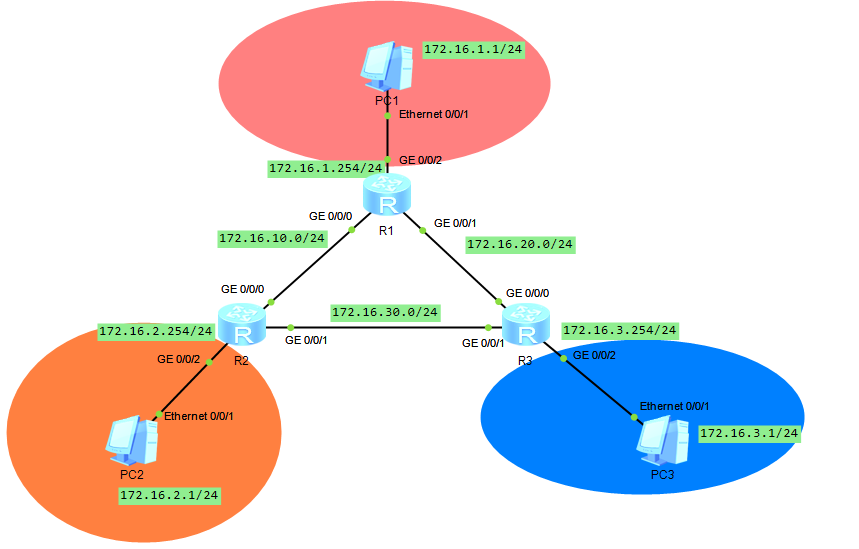 172.16.1.1/24
PC1
Ethernet 0/0/1
172.16.1.254/24
GE 0/0/2
R
R1
GE 0/0/0
GE 0/0/1
172.16.10.0/24
172.16.20.0/24
GE 0/0/0
GE 0/0/0
172.16.30.0/24
172.16.2.254/24
R
R2
GE 0/0/1
GE 0/0/1
R
R3
172.16.3.254/24
GE 0/0/2
GE 0/0/2
Ethernet 0/0/1
Ethernet 0/0/1
172.16.3.1/24
PC2
172.16.2.1/24
PC3